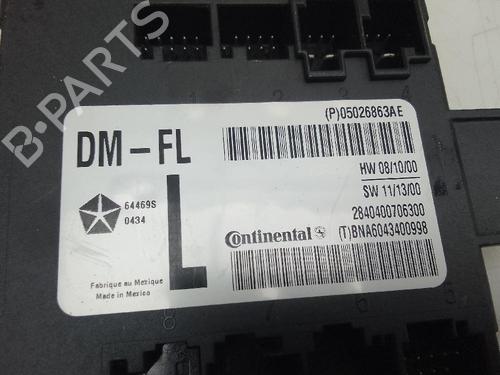 B-PARTS
(P)05026863AE
DM-FL
HW 08/10/00
SW 11/13/00
64469S
0434
L
2840400706300
Continental
(T)BNA6043400998
Fabrique au Mexique
Made in Mexico